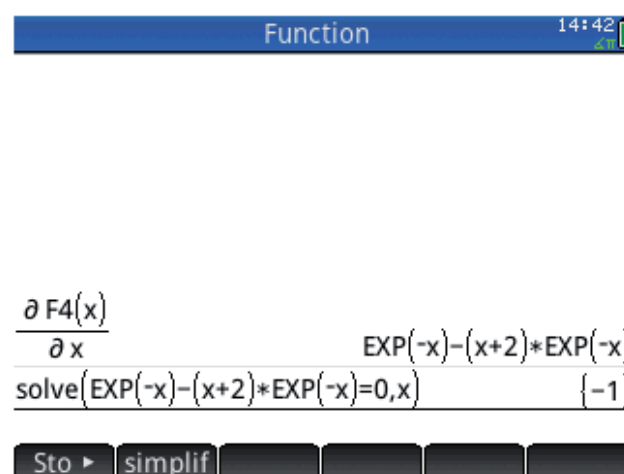 Function 14:42
∡π
∂ F4(x)
∂ x
EXP(-x)-(x+2)*EXP(-x
solve(EXP(-x)-(x+2)*EXP(-x)=0,x) {-1
Sto ► simplif